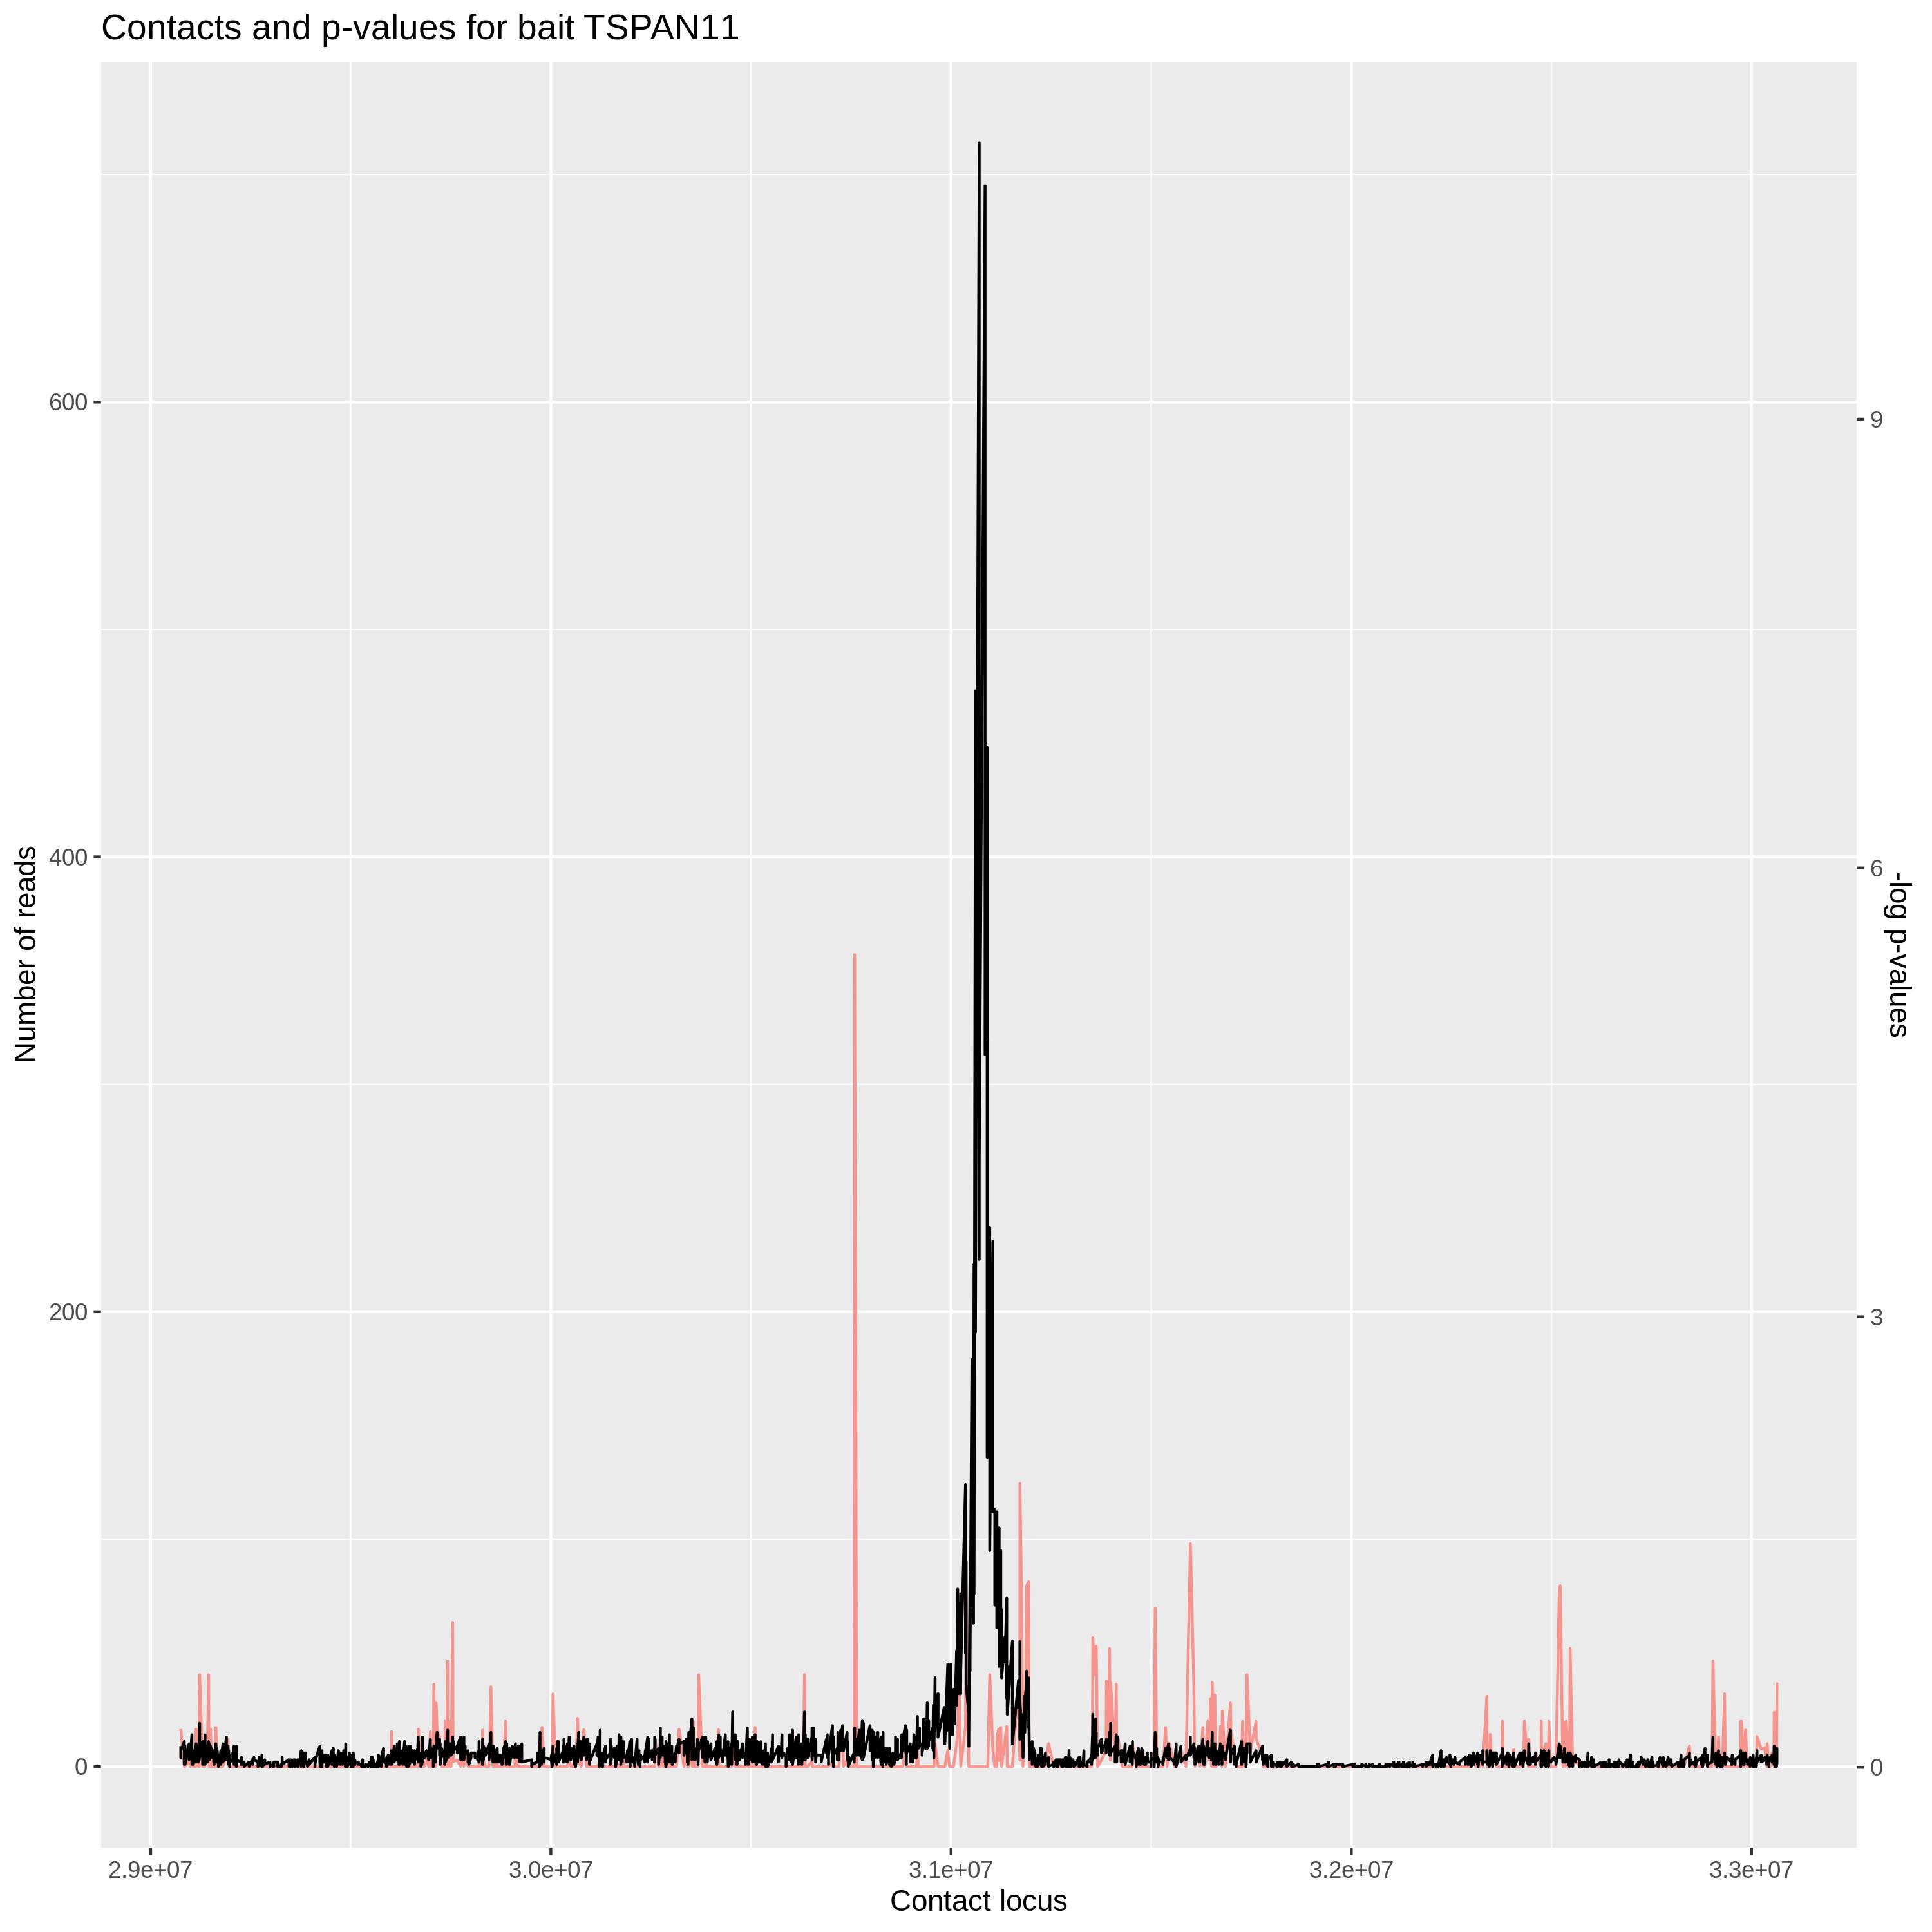 Contacts and p-values for bait TSPAN11
Number of reads
600
400
200
0
9
6
3
0
-log p-values
2.9e+07
3.0e+07
3.1e+07
3.2e+07
3.3e+07
Contact locus